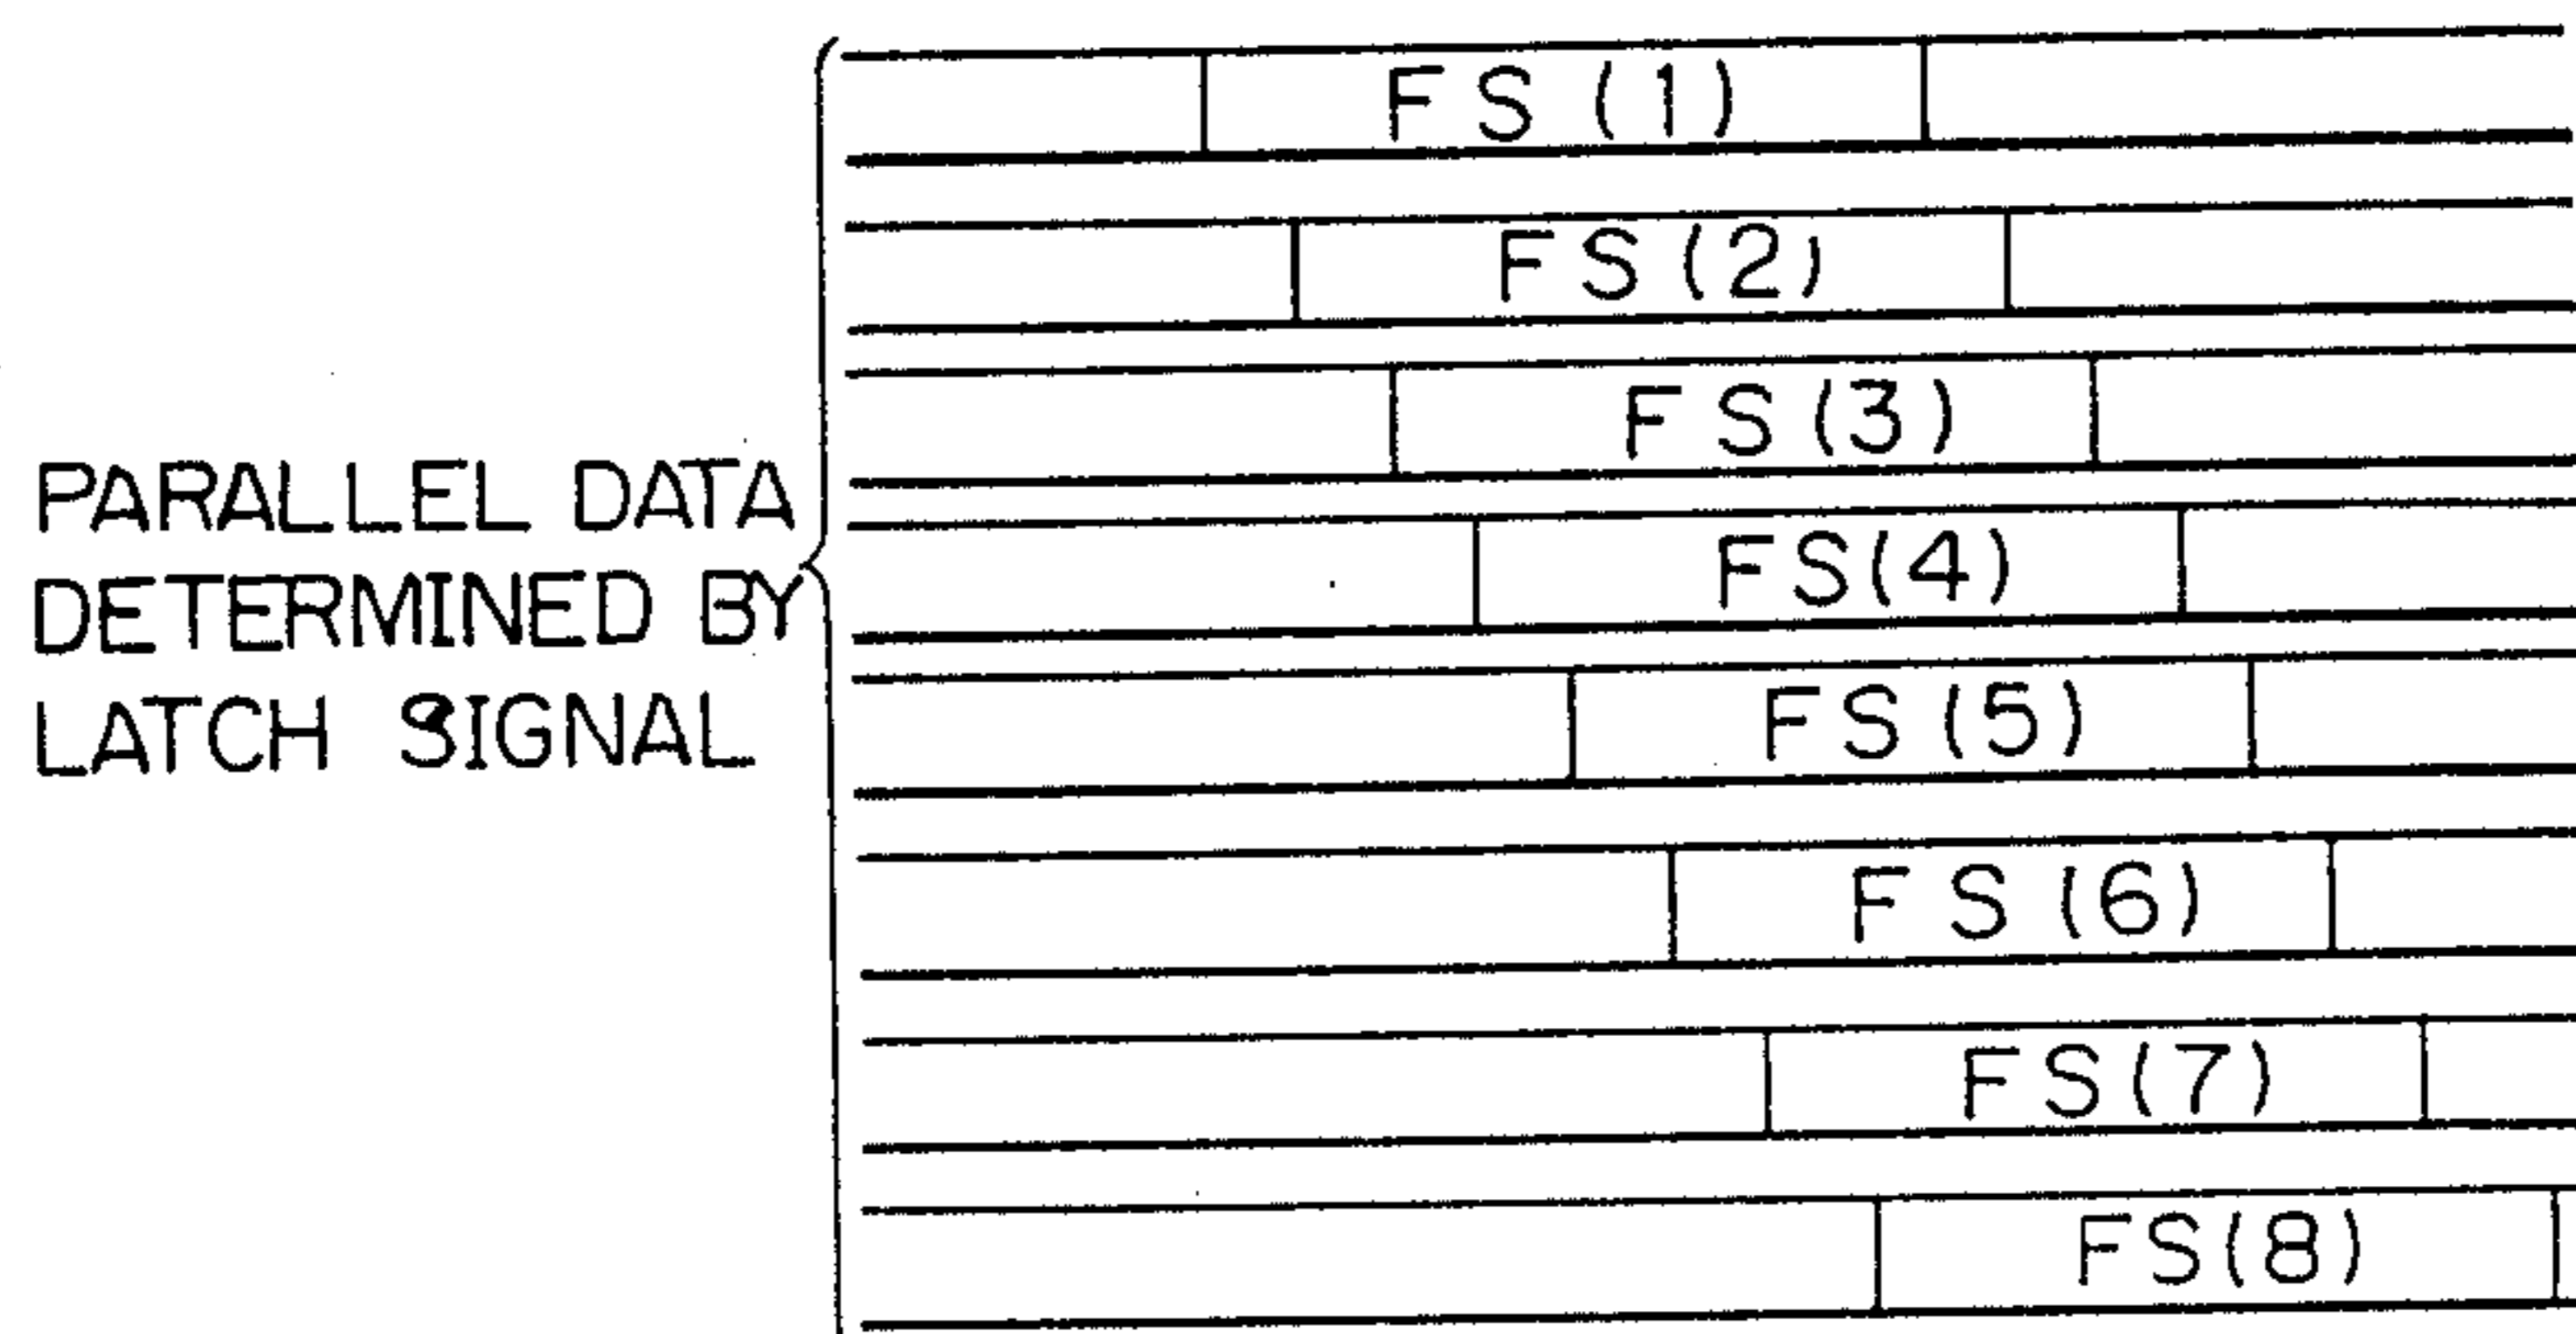 PARALLEL DATA
DETERMINED BY
LATCH SIGNAL
FS(1)
FS(2)
FS(3)
FS(4)
FS(5)
FS(6)
FS(7)
FS(8)